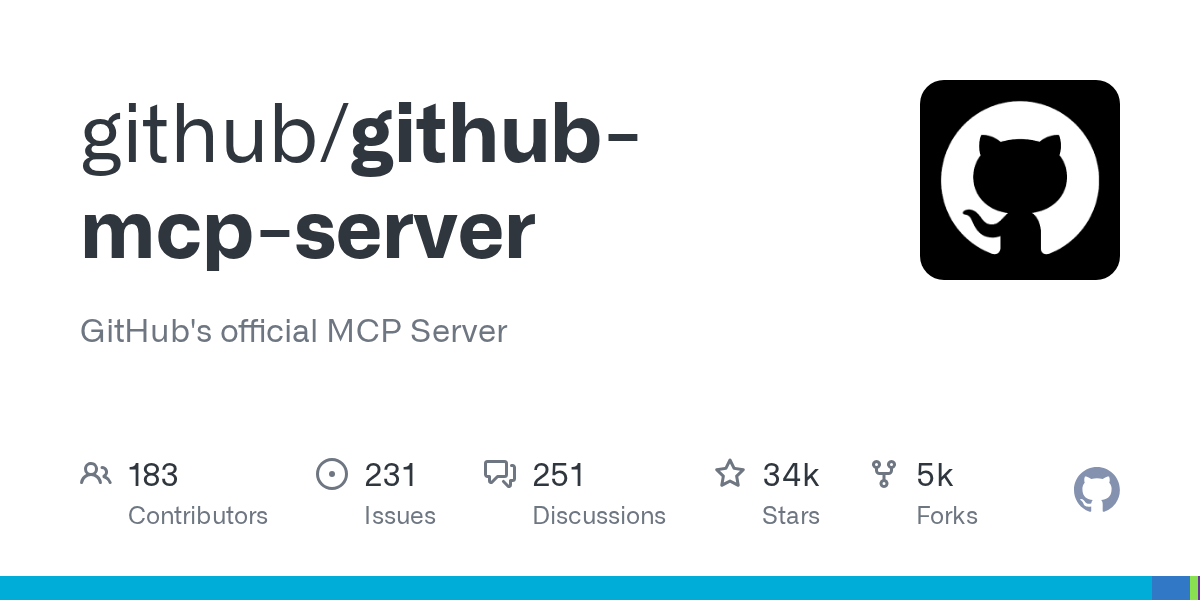 github/github-
mcp-server
GitHub's official MCP Server
183 231 251 34k 5k
Contributors Issues Discussions Stars Forks